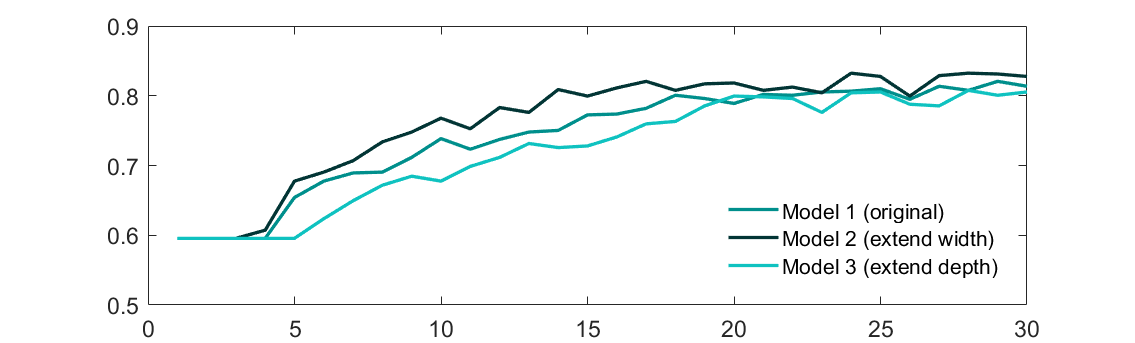 0.9
0.8
0.7
0.6
0.5
Model 1 (original)
Model 2 (extend width)
Model 3 (extend depth)
0 5 10 15 20 25 30